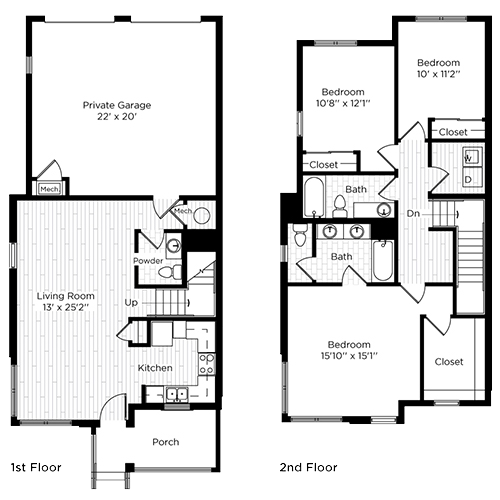 Private Garage
22' x 20'
Mech
Mech
Powder
Living Room
13' x 25'2"
Up
Kitchen
Porch
1st Floor
Bedroom
10' x 11'2"
Bedroom
10'8" x 12'1"
Closet
Closet
W
D
Bath
Dn
Bath
Bedroom
15'10" x 15'1"
Closet
2nd Floor